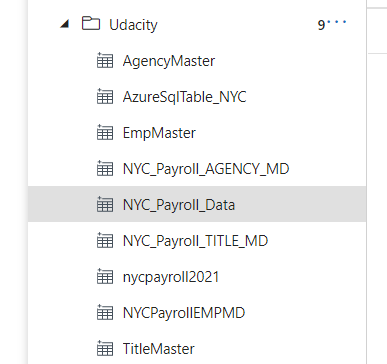 Udacity 9...
AgencyMaster
AzureSqlTable_NYC
EmpMaster
NYC_Payroll_AGENCY_MD
NYC_Payroll_Data
NYC_Payroll_TITLE_MD
nycpayroll2021
NYCPayrollEMPMD
TitleMaster